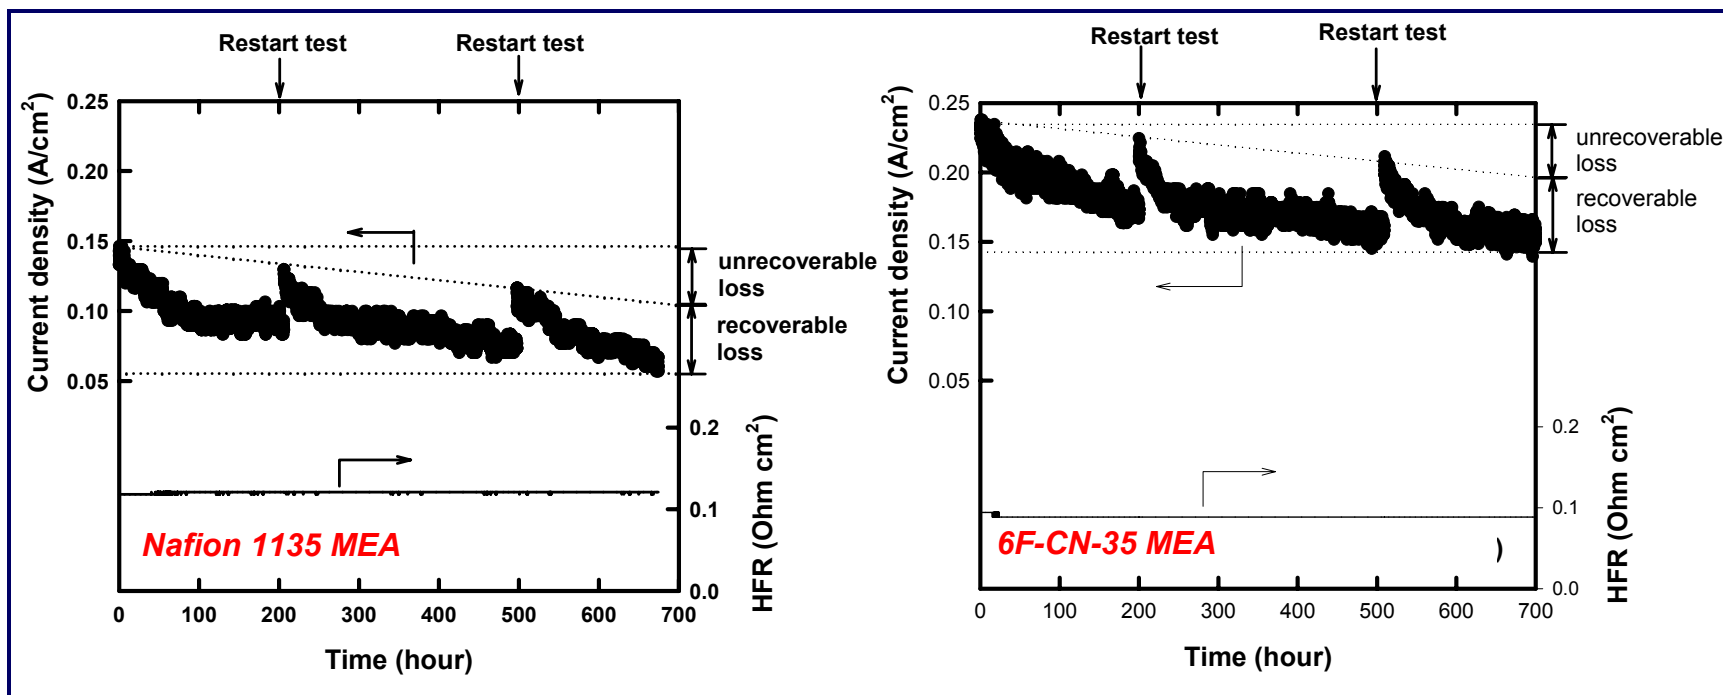 Restart test
Restart test
0.25
0.20
0.15
0.10
0.05
Current density (A/cm²)
unrecoverable
loss
recoverable
loss
0.2
0.1
0.0
HFR (Ohm cm²)
Nafion 1135 MEA
0 100 200 300 400 500 600 700
Time (hour)
Restart test
Restart test
0.25
0.20
0.15
0.10
0.05
Current density (A/cm²)
unrecoverable
loss
recoverable
loss
0.2
0.1
0.0
HFR (Ohm cm²)
6F-CN-35 MEA )
0 100 200 300 400 500 600 700
Time (hour)